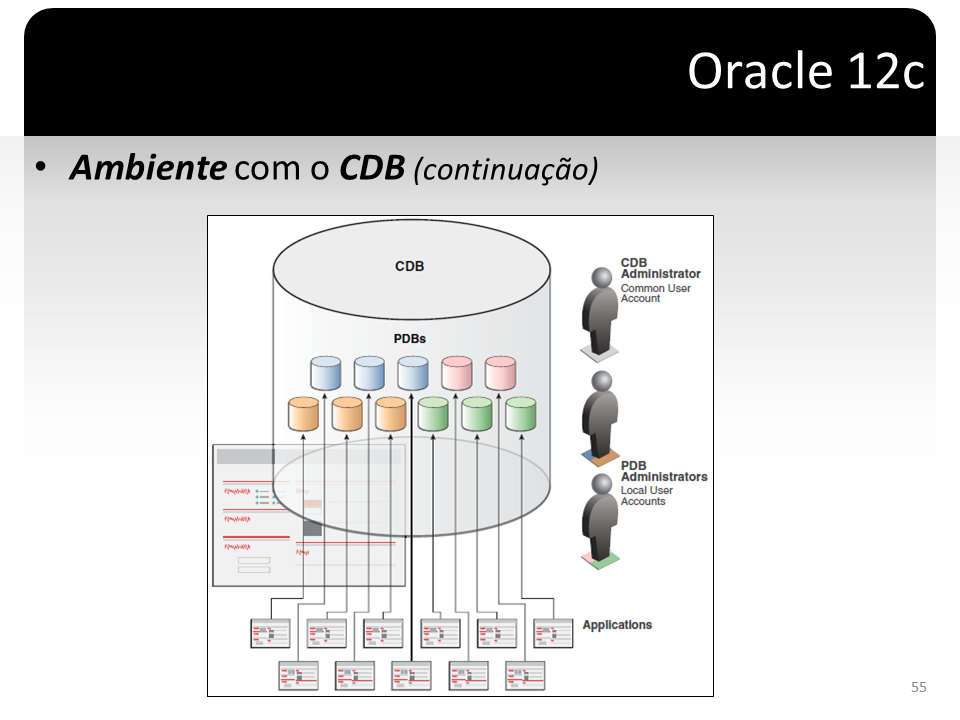 Oracle 12c
• Ambiente com o CDB (continuação)
CDB
PDBs
CDB
Administrator
Common User
Account
PDB
Administrators
Local User
Accounts
Applications
55